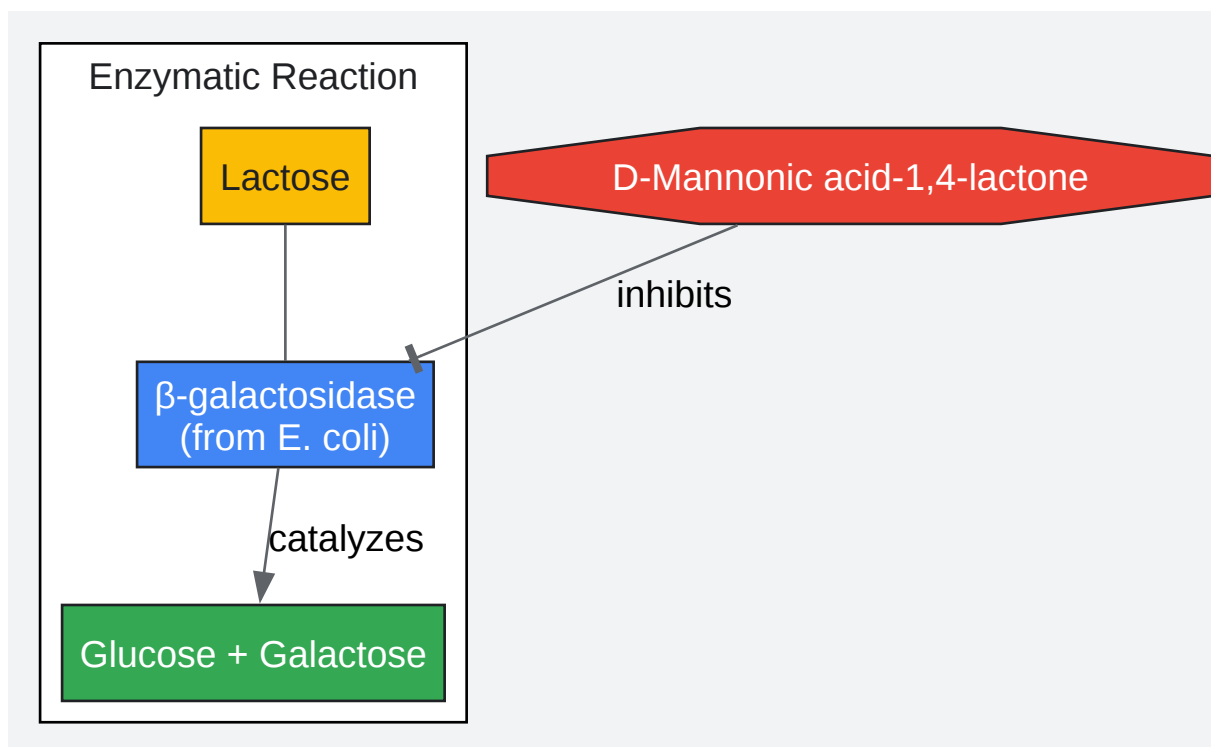 Enzymatic Reaction
Lactose
D-Mannonic acid-1,4-lactone
inhibits
β-galactosidase
(from E. coli)
catalyzes
Glucose + Galactose